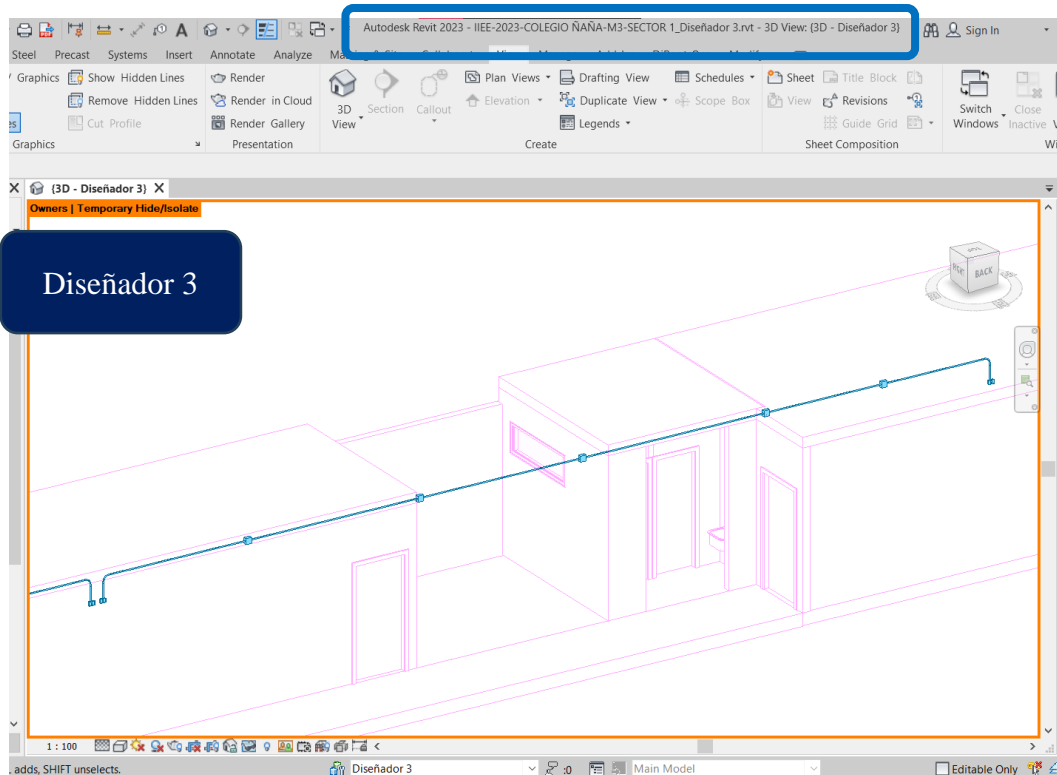 Autodesk Revit 2023 - IIEE-2023-COLEGIO ÑAÑA-M3-SECTOR 1_Diseñador 3.rvt - 3D View: {3D - Diseñador 3}
Sign In
Steel Precast Systems Insert Annotate Analyze
Graphics Show Hidden Lines
Remove Hidden Lines
Cut Profile
Render
Render in Cloud
Render Gallery
3D View
Section
Callout
Plan Views
Elevation
Drafting View
Duplicate View
Legends
Schedules
Scope Box
Sheet
View
Title Block
Revisions
Guide Grid
Switch Windows
Close Inactive
Graphics Presentation Create Sheet Composition
{3D - Diseñador 3}
Owners | Temporary Hide/Isolate
Diseñador 3
BACK
1 : 100
adds, SHIFT unselects.
Diseñador 3
:0
Main Model
Editable Only